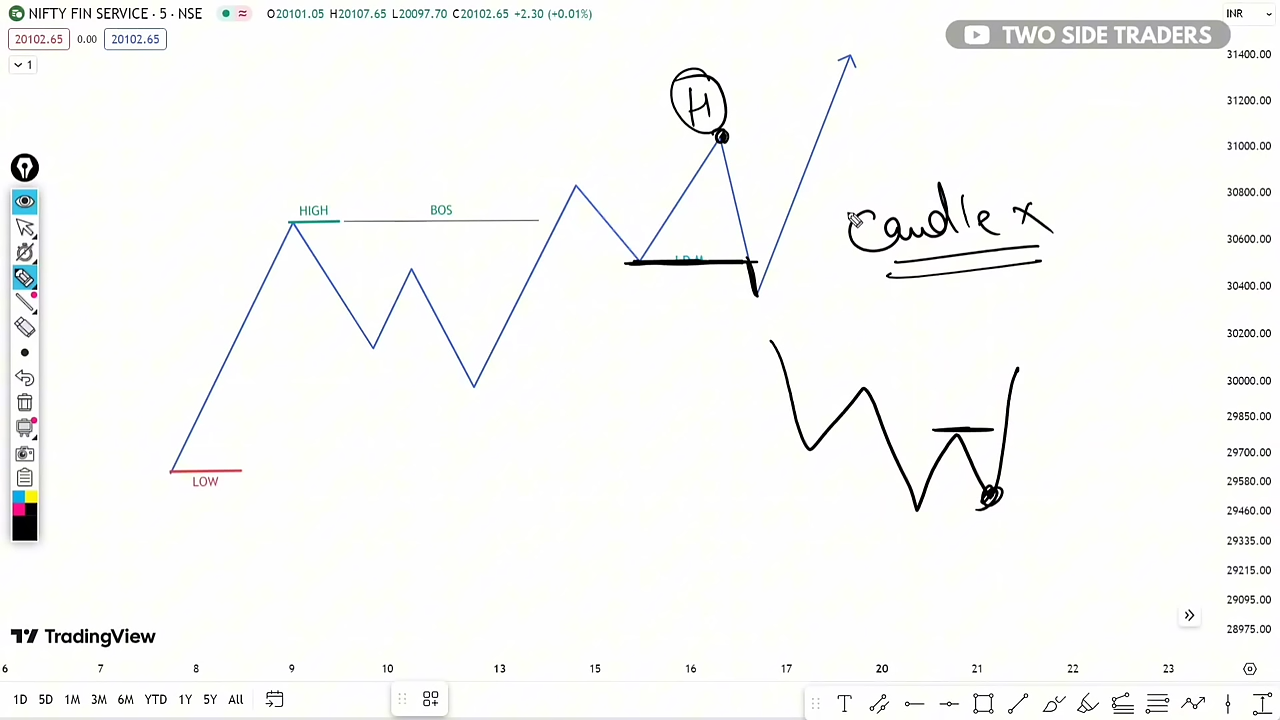 NIFTY FIN SERVICE · 5 · NSE
O20101.05 H20107.65 L20097.70 C20102.65 +2.30 (+0.01%)
INR
TWO SIDE TRADERS
20102.65 0.00 20102.65
1
31400.00
31200.00
31000.00
30800.00
30600.00
30400.00
30200.00
30000.00
29850.00
29700.00
29580.00
29460.00
29335.00
29215.00
29095.00
28975.00
H
HIGH
BOS
Candle x
LOW
TradingView
6 7 8 9 10 13 15 16 17 20 21 22 23
1D 5D 1M 3M 6M YTD 1Y 5Y All